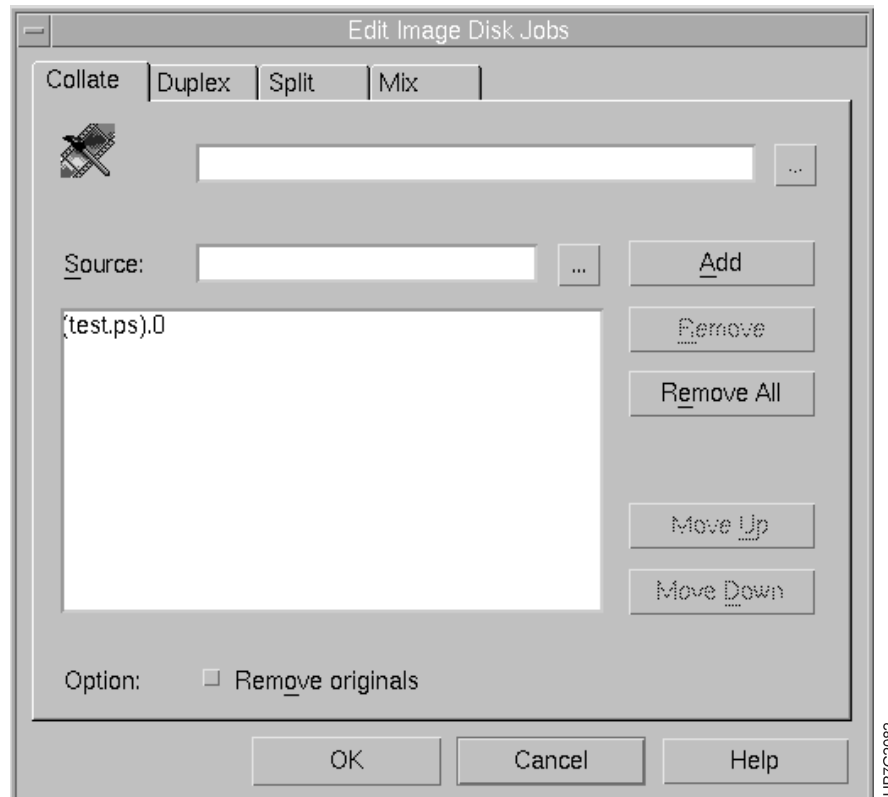 Edit Image Disk Jobs
Collate Duplex Split Mix
...
Source: ... Add
(test.ps).0 Remove
Remove All
Move Up
Move Down
Option: Remove originals
OK Cancel Help